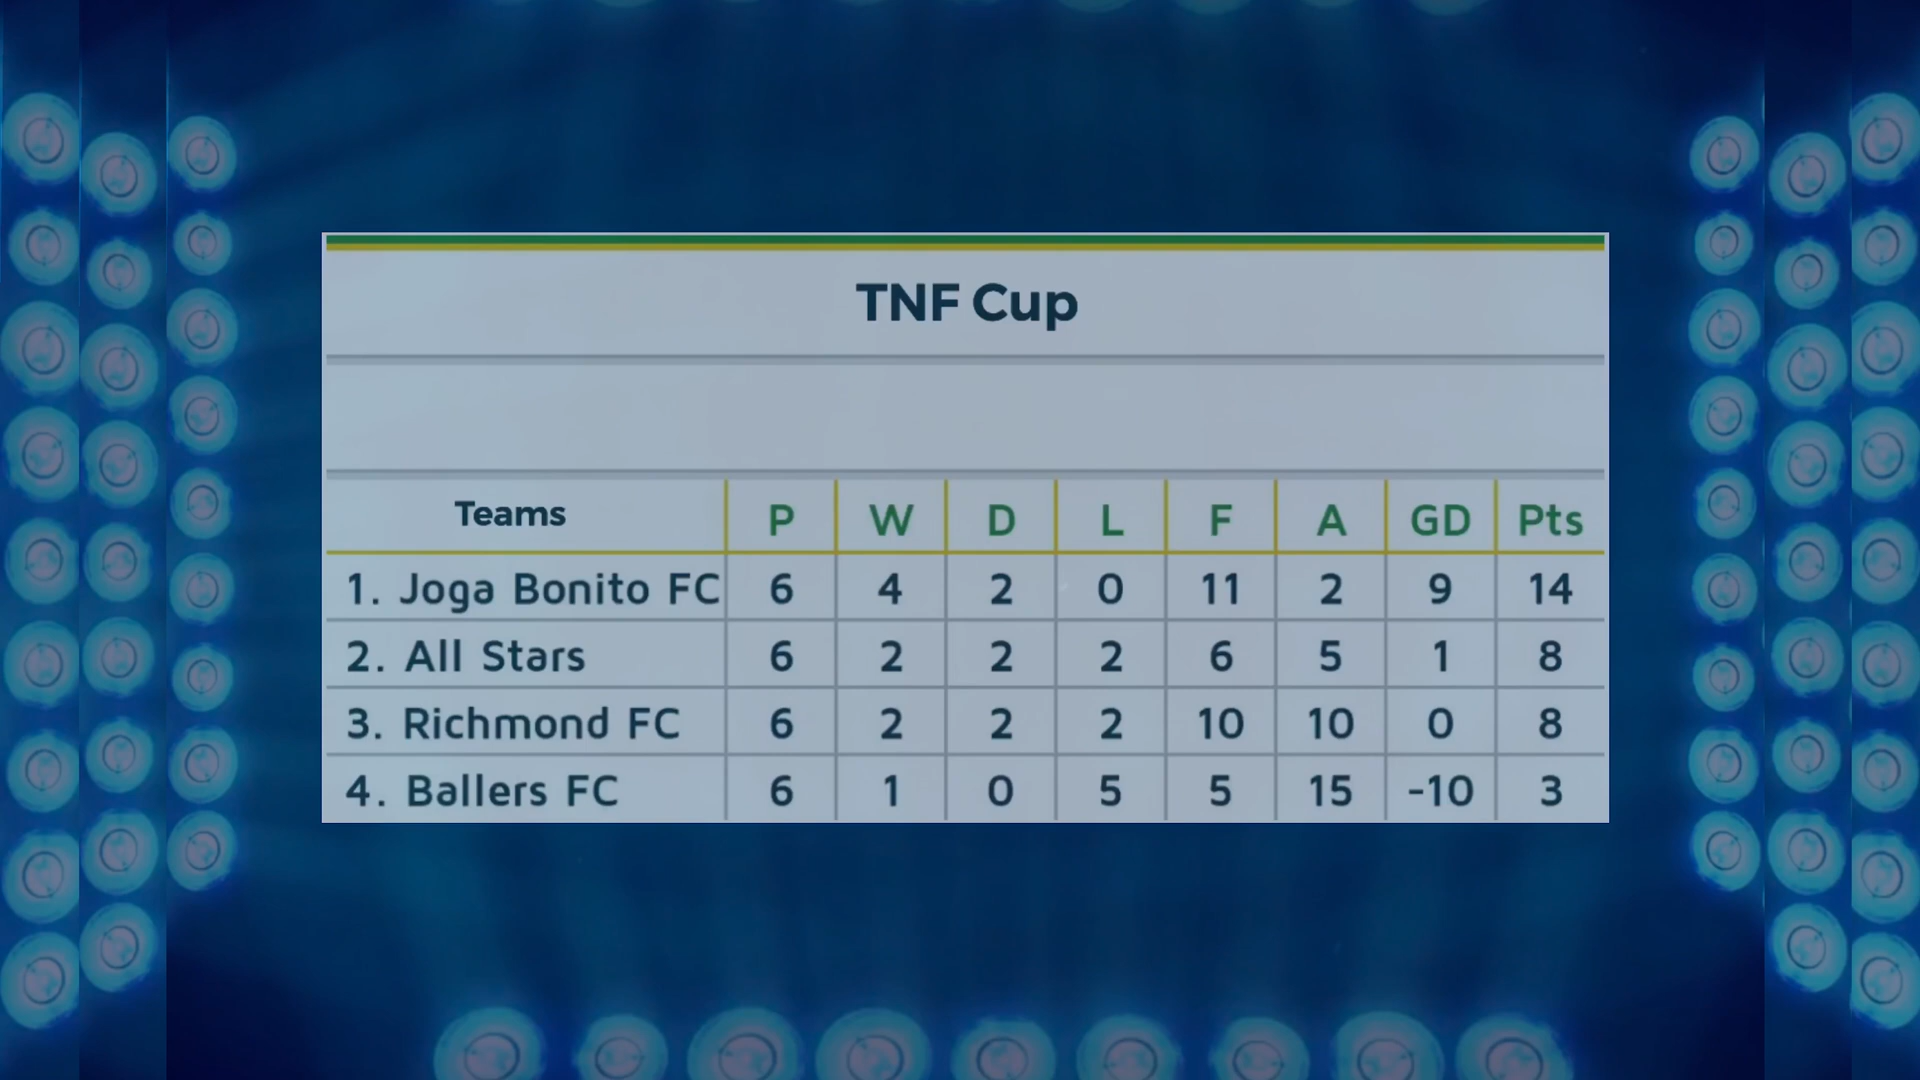 TNF Cup
Teams P W D L F A GD Pts
1. Joga Bonito FC 6 4 2 0 11 2 9 14
2. All Stars 6 2 2 2 6 5 1 8
3. Richmond FC 6 2 2 2 10 10 0 8
4. Ballers FC 6 1 0 5 5 15 -10 3